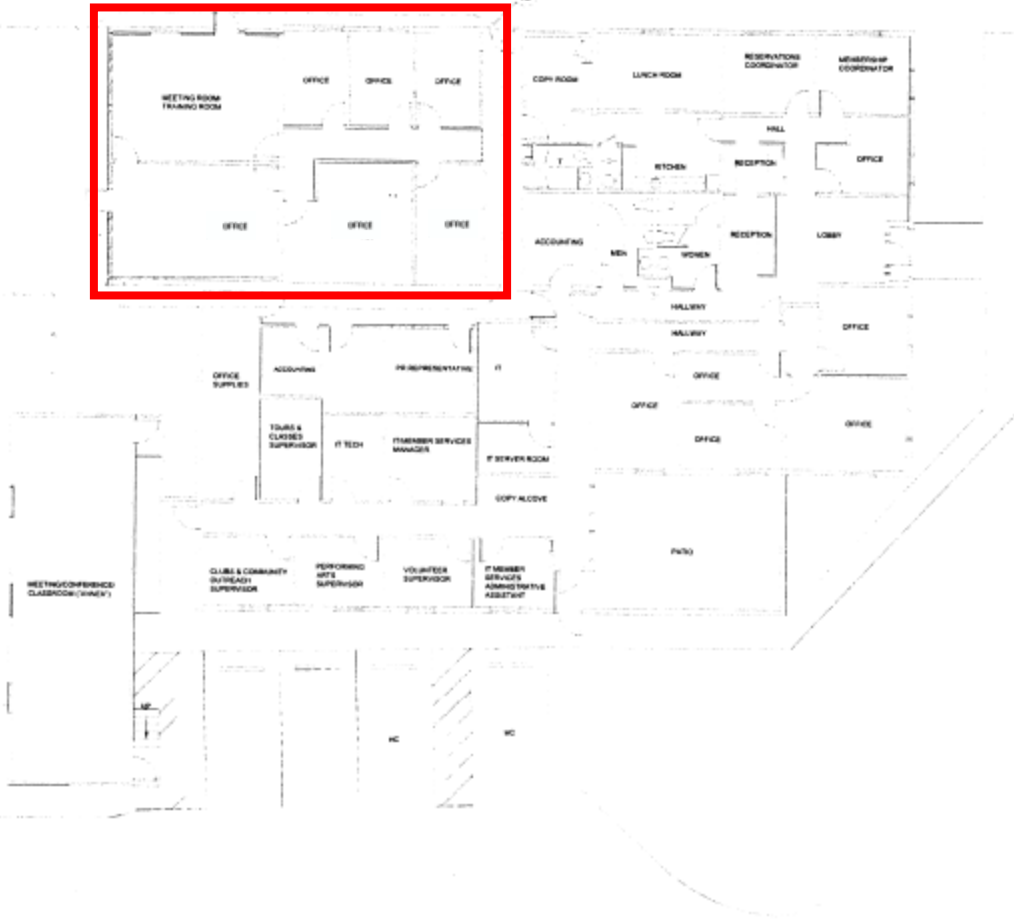 MEETING ROOM/
TRAINING ROOM
OFFICE
OFFICE
OFFICE
COPY ROOM
LUNCH ROOM
RESERVATIONS
COORDINATOR
MEMBERSHIP
COORDINATOR
HALL
KITCHEN
RECEPTION
OFFICE
OFFICE
OFFICE
OFFICE
ACCOUNTING
MEN
WOMEN
RECEPTION
LOBBY
HALLWAY
HALLWAY
OFFICE
OFFICE
SUPPLIES
ACCOUNTING
PR REPRESENTATIVE
IT
OFFICE
OFFICE
OFFICE
OFFICE
TOURS &
CLASSES
SUPERVISOR
IT TECH
IT/MEMBER SERVICES
MANAGER
IT SERVER ROOM
COPY ALCOVE
PATIO
MEETING/CONFERENCE/
CLASSROOM ("ANNEX")
CLUBS & COMMUNITY
OUTREACH
SUPERVISOR
PERFORMING
ARTS
SUPERVISOR
VOLUNTEER
SUPERVISOR
IT/MEMBER
SERVICES
ADMINISTRATIVE
ASSISTANT
UP
HC
HC